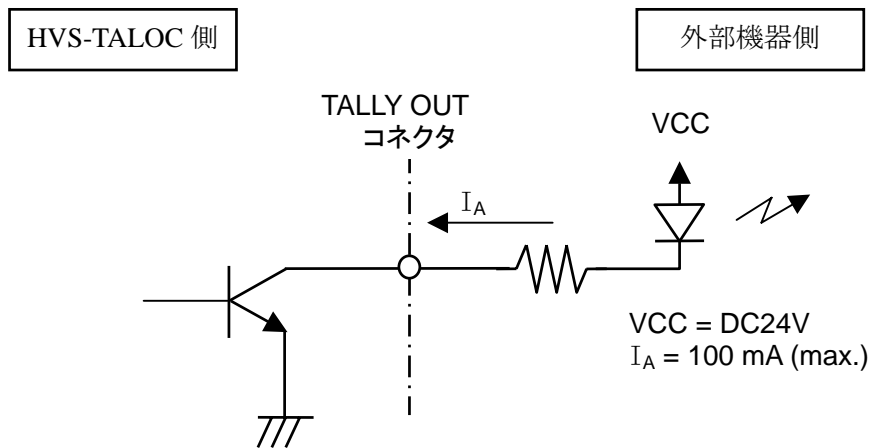 HVS-TALOC 側
外部機器側
TALLY OUT
コネクタ
VCC
IA
VCC = DC24V
IA = 100 mA (max.)